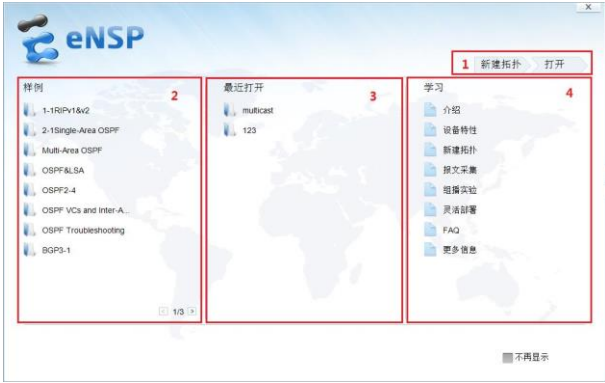 eNSP
1 新建拓扑 打开
样例
2
1-1RIPv1&v2
2-1Single-Area OSPF
Multi-Area OSPF
OSPF&LSA
OSPF2-4
OSPF VCs and Inter-A...
OSPF Troubleshooting
BGP3-1
1/3
最近打开
3
multicast
123
学习
4
介绍
设备特性
新建拓扑
报文采集
组播实验
灵活部署
FAQ
更多信息
不再显示